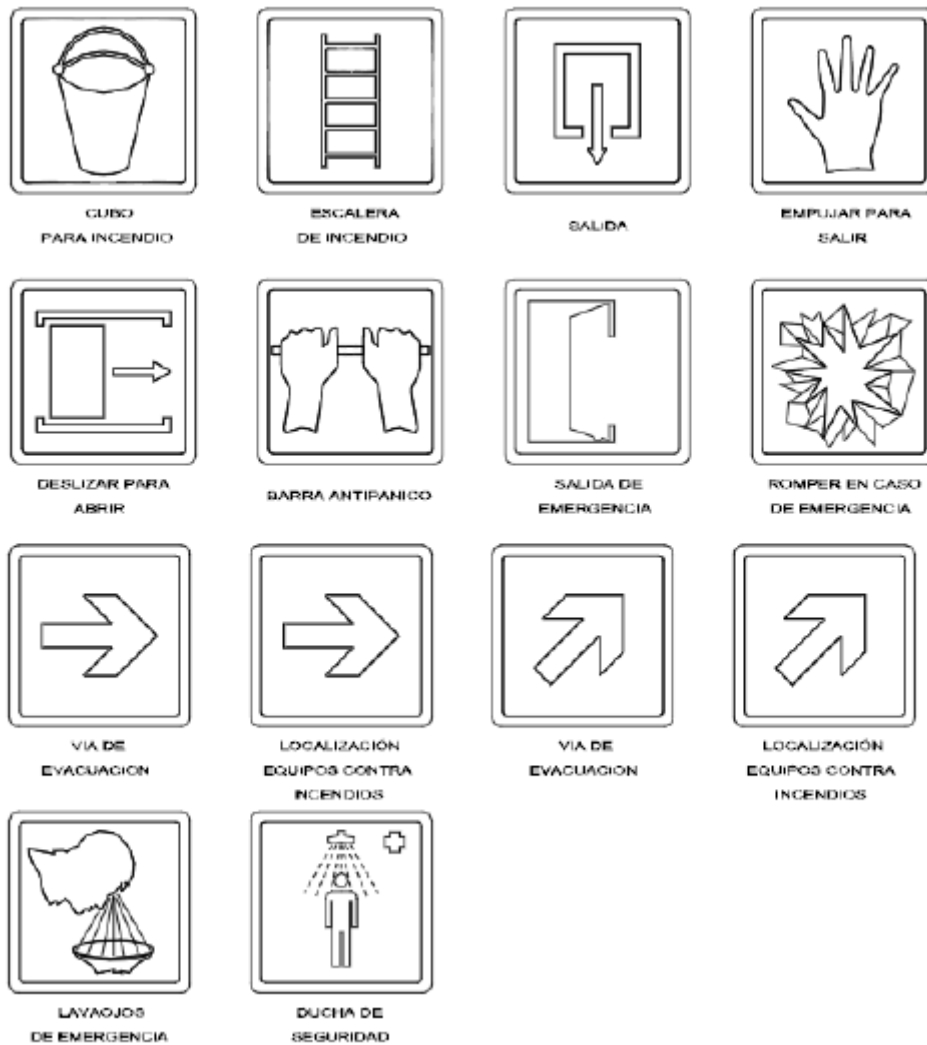 CUBO
PARA INCENDIO
ESCALERA
DE INCENDIO
SALIDA
EMPUJAR PARA
SALIR
DESLIZAR PARA
ABRIR
BARRA ANTIPANICO
SALIDA DE
EMERGENCIA
ROMPER EN CASO
DE EMERGENCIA
VIA DE
EVACUACION
LOCALIZACIÓN
EQUIPOS CONTRA
INCENDIOS
VIA DE
EVACUACION
LOCALIZACIÓN
EQUIPOS CONTRA
INCENDIOS
LAVAOJOS
DE EMERGENCIA
DUCHA DE
SEGURIDAD